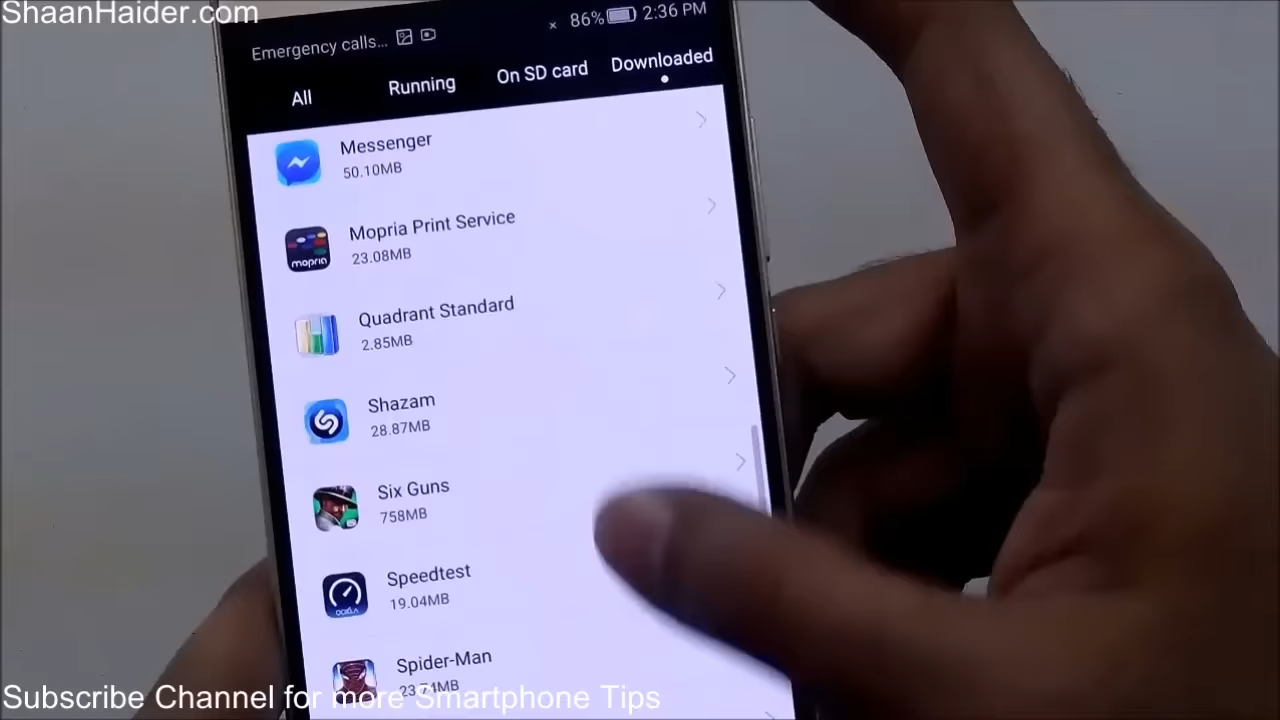 ShaanHaider.com
Emergency calls... 86% 2:36 PM
All Running On SD card Downloaded
Messenger
50.10MB
Mopria Print Service
mopria
23.08MB
Quadrant Standard
2.85MB
Shazam
28.87MB
Six Guns
758MB
Speedtest
OOKLA
19.04MB
Spider-Man
Subscribe Channel for more Smartphone Tips